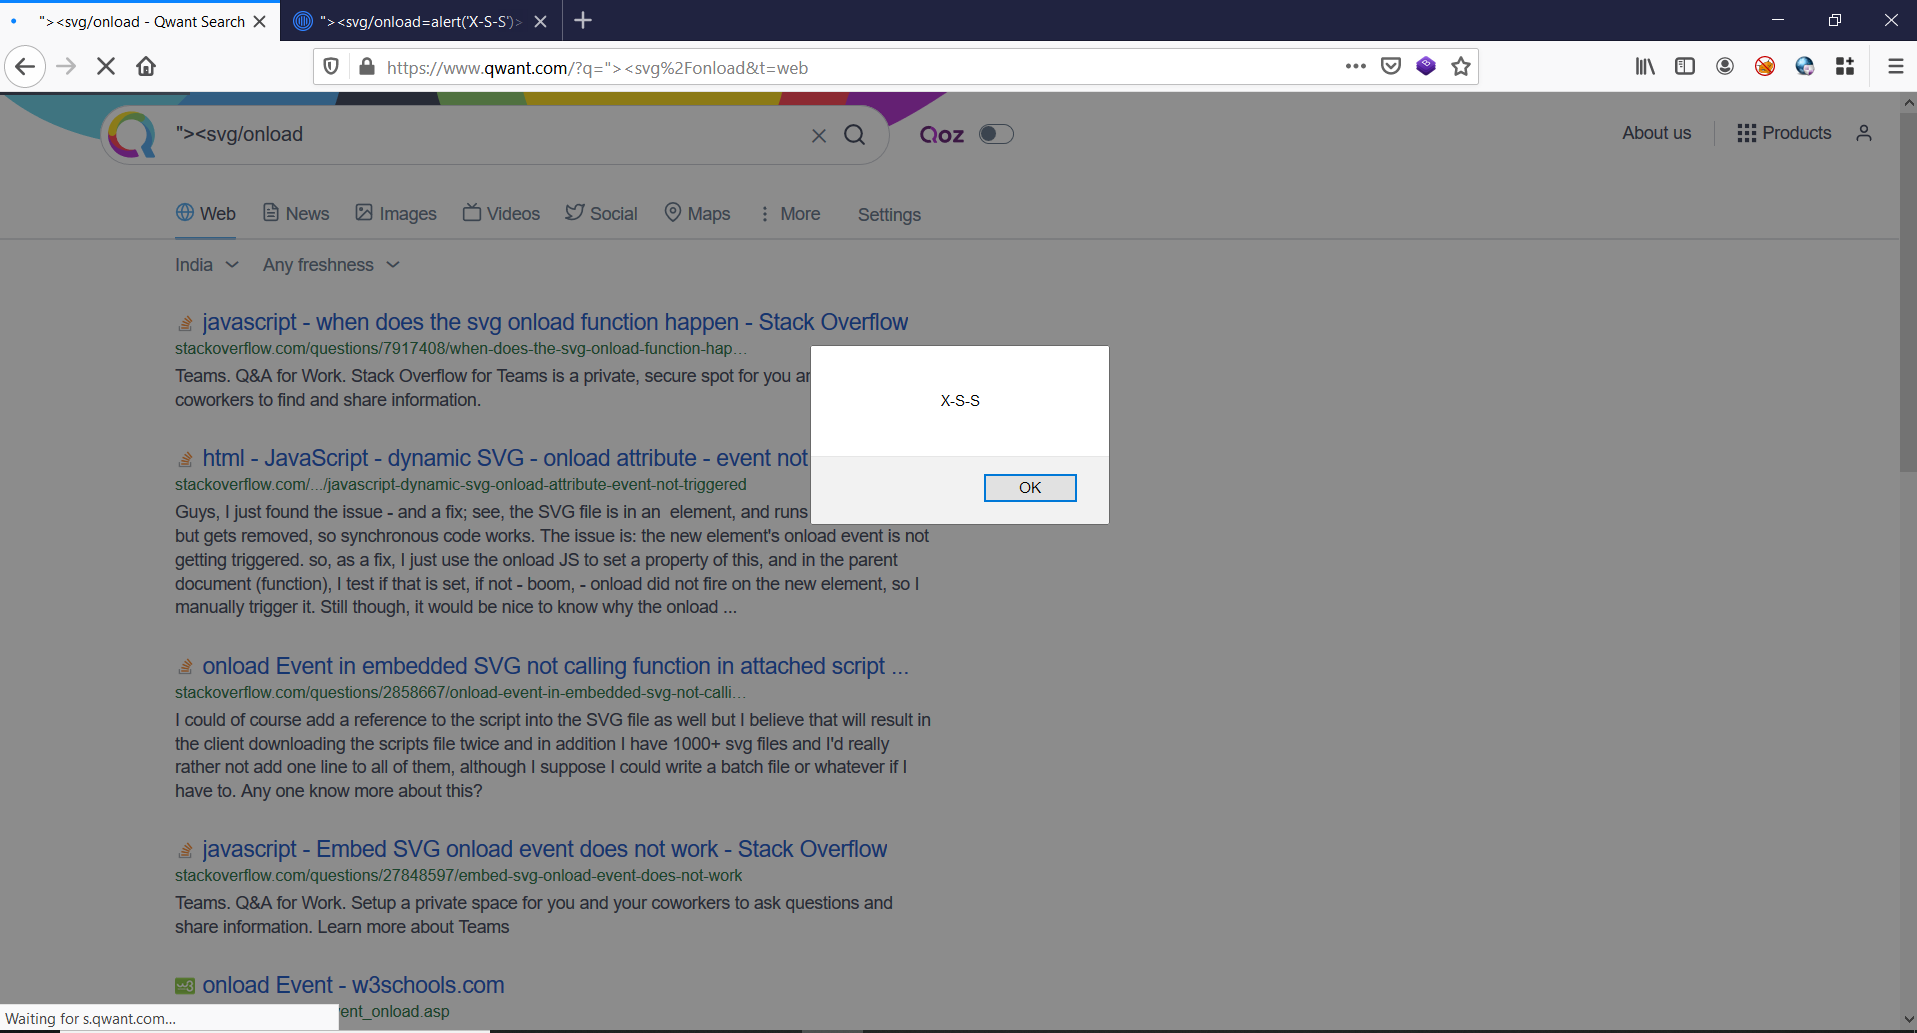 "><svg/onload - Qwant Search
"><svg/onload=alert('X-S-S')>
https://www.qwant.com/?q="><svg%2Fonload&t=web
"><svg/onload
Qoz
About us
Products
Web
News
Images
Videos
Social
Maps
More
Settings
India
Any freshness
javascript - when does the svg onload function happen - Stack Overflow
stackoverflow.com/questions/7917408/when-does-the-svg-onload-function-hap…
Teams. Q&A for Work. Stack Overflow for Teams is a private, secure spot for you
coworkers to find and share information.
X-S-S
OK
html - JavaScript - dynamic SVG - onload attribute - event not
stackoverflow.com/.../javascript-dynamic-svg-onload-attribute-event-not-triggered
Guys, I just found the issue - and a fix; see, the SVG file is in an element, and runs
but gets removed, so synchronous code works. The issue is: the new element's onload event is not
getting triggered. so, as a fix, I just use the onload JS to set a property of this, and in the parent
document (function), I test if that is set, if not - boom, - onload did not fire on the new element, so I
manually trigger it. Still though, it would be nice to know why the onload ...
onload Event in embedded SVG not calling function in attached script ...
stackoverflow.com/questions/2858667/onload-event-in-embedded-svg-not-calli…
I could of course add a reference to the script into the SVG file as well but I believe that will result in
the client downloading the scripts file twice and in addition I have 1000+ svg files and I'd really
rather not add one line to all of them, although I suppose I could write a batch file or whatever if I
have to. Any one know more about this?
javascript - Embed SVG onload event does not work - Stack Overflow
stackoverflow.com/questions/27848597/embed-svg-onload-event-does-not-work
Teams. Q&A for Work. Setup a private space for you and your coworkers to ask questions and
share information. Learn more about Teams
onload Event - w3schools.com
ent_onload.asp
Waiting for s.qwant.com...